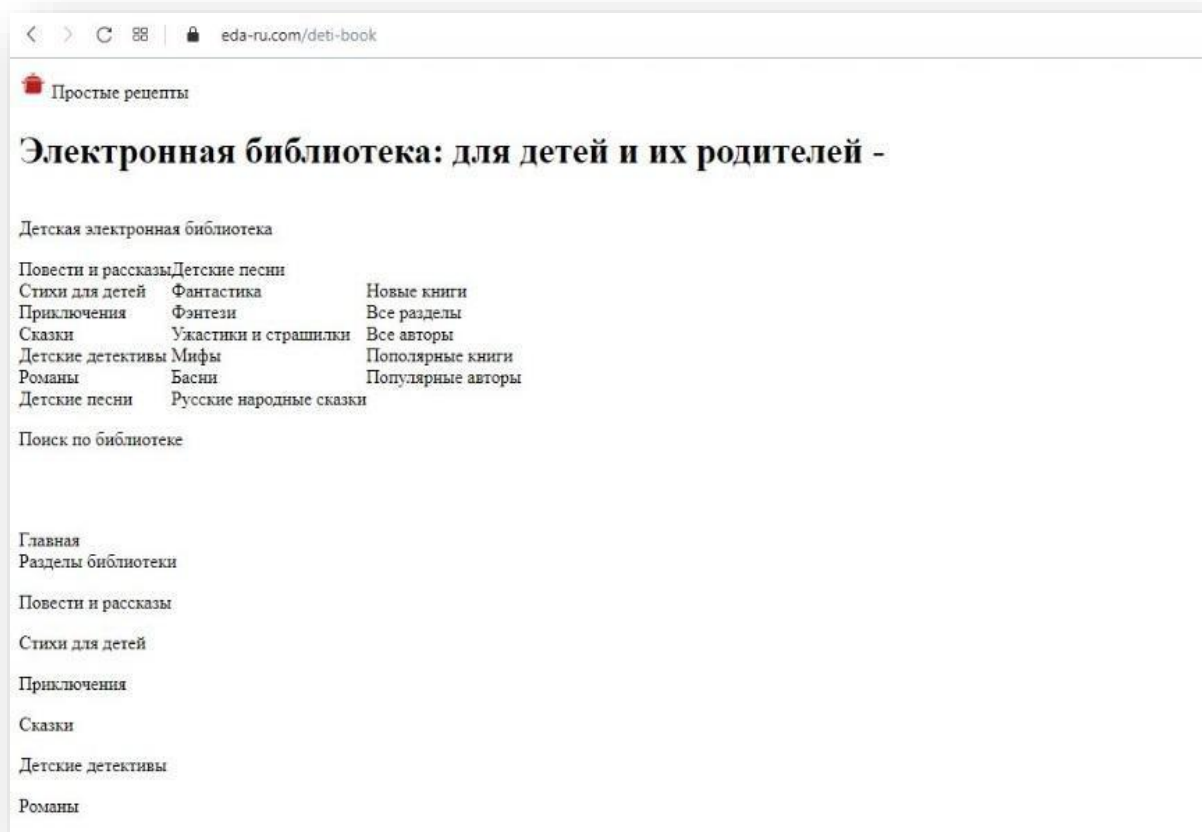 eda-ru.com/deti-book
Простые рецепты
Электронная библиотека: для детей и их родителей -
Детская электронная библиотека
Повести и рассказыДетские песни
Стихи для детей Фантастика Новые книги
Приключения Фэнтези Все разделы
Сказки Ужастики и страшилки Все авторы
Детские детективы Мифы Пополярные книги
Романы Басни Популярные авторы
Детские песни Русские народные сказки
Поиск по библиотеке
Главная
Разделы библиотеки
Повести и рассказы
Стихи для детей
Приключения
Сказки
Детские детективы
Романы